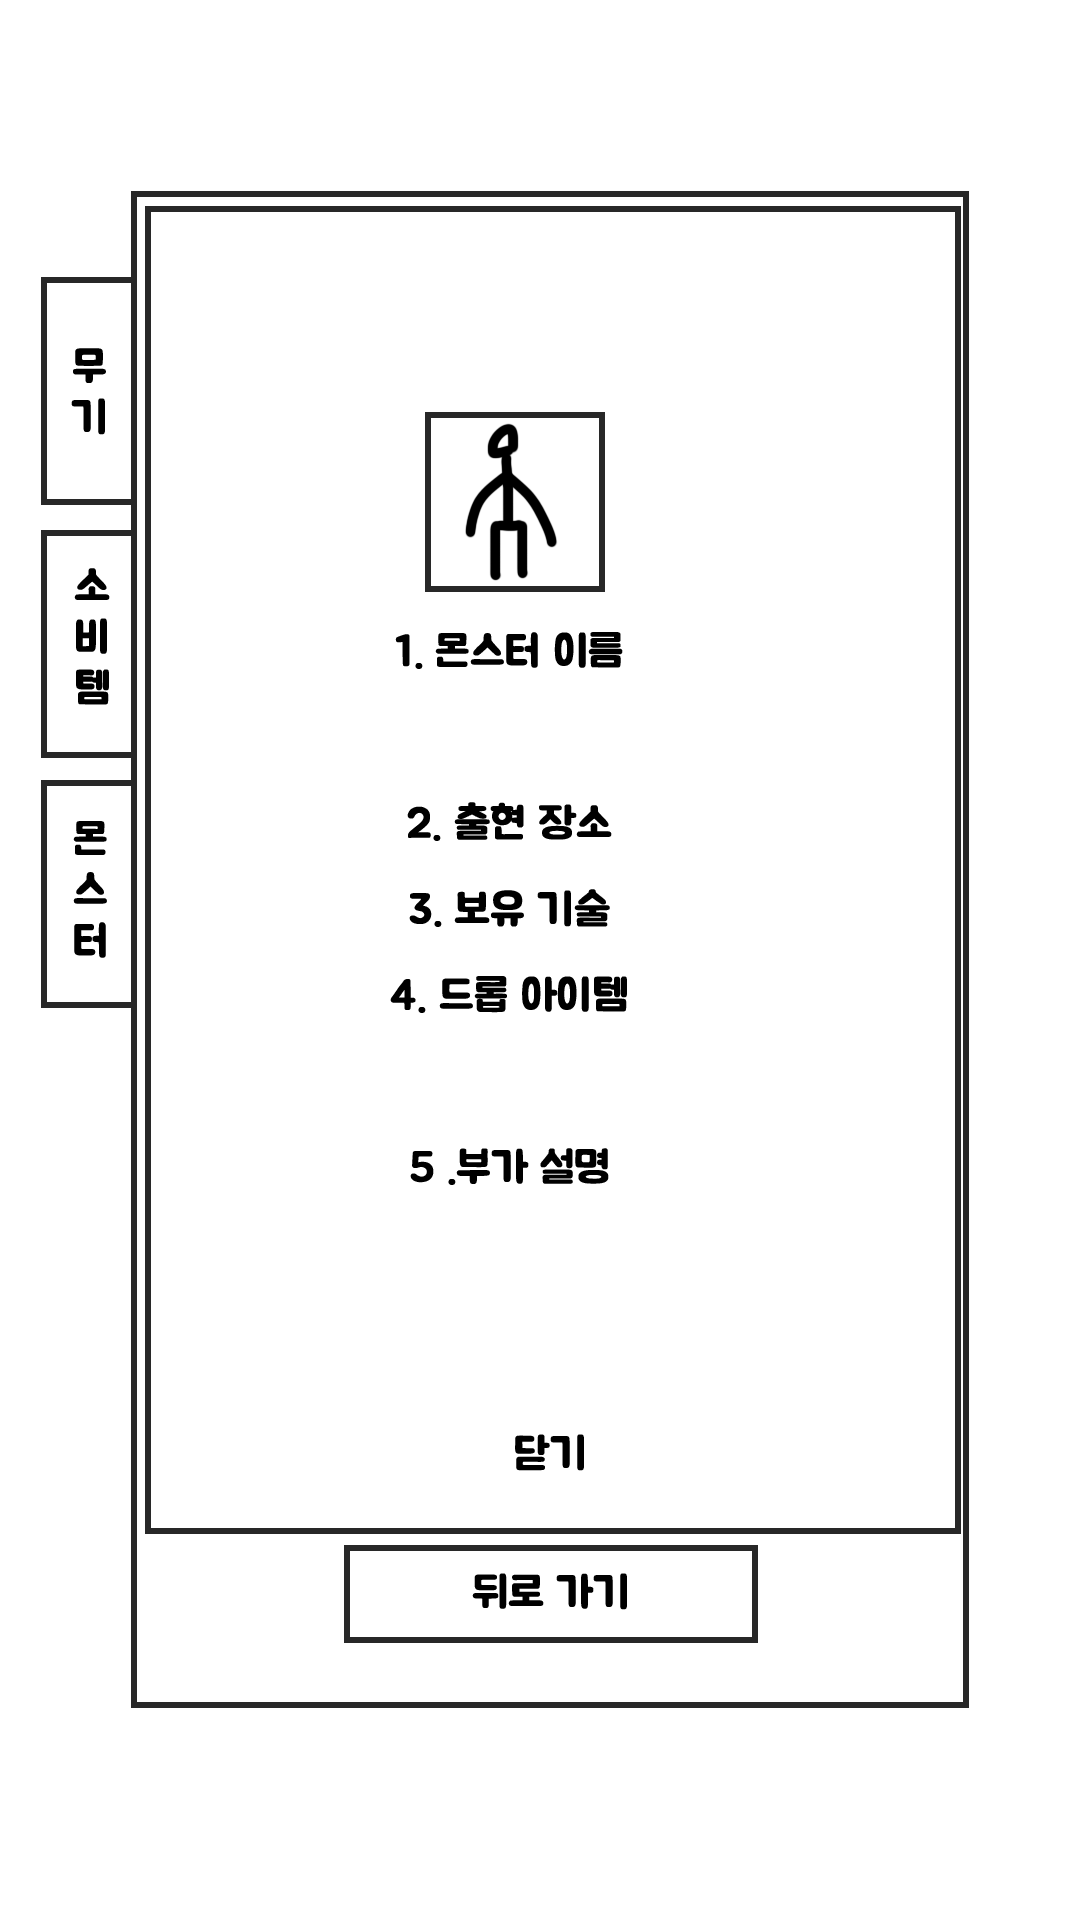 무
기
소
비
템
몬
스
터
1. 몬스터 이름
2. 출현 장소
3. 보유 기술
4. 드롭 아이템
5 .부가 설명
닫기
뒤로 가기